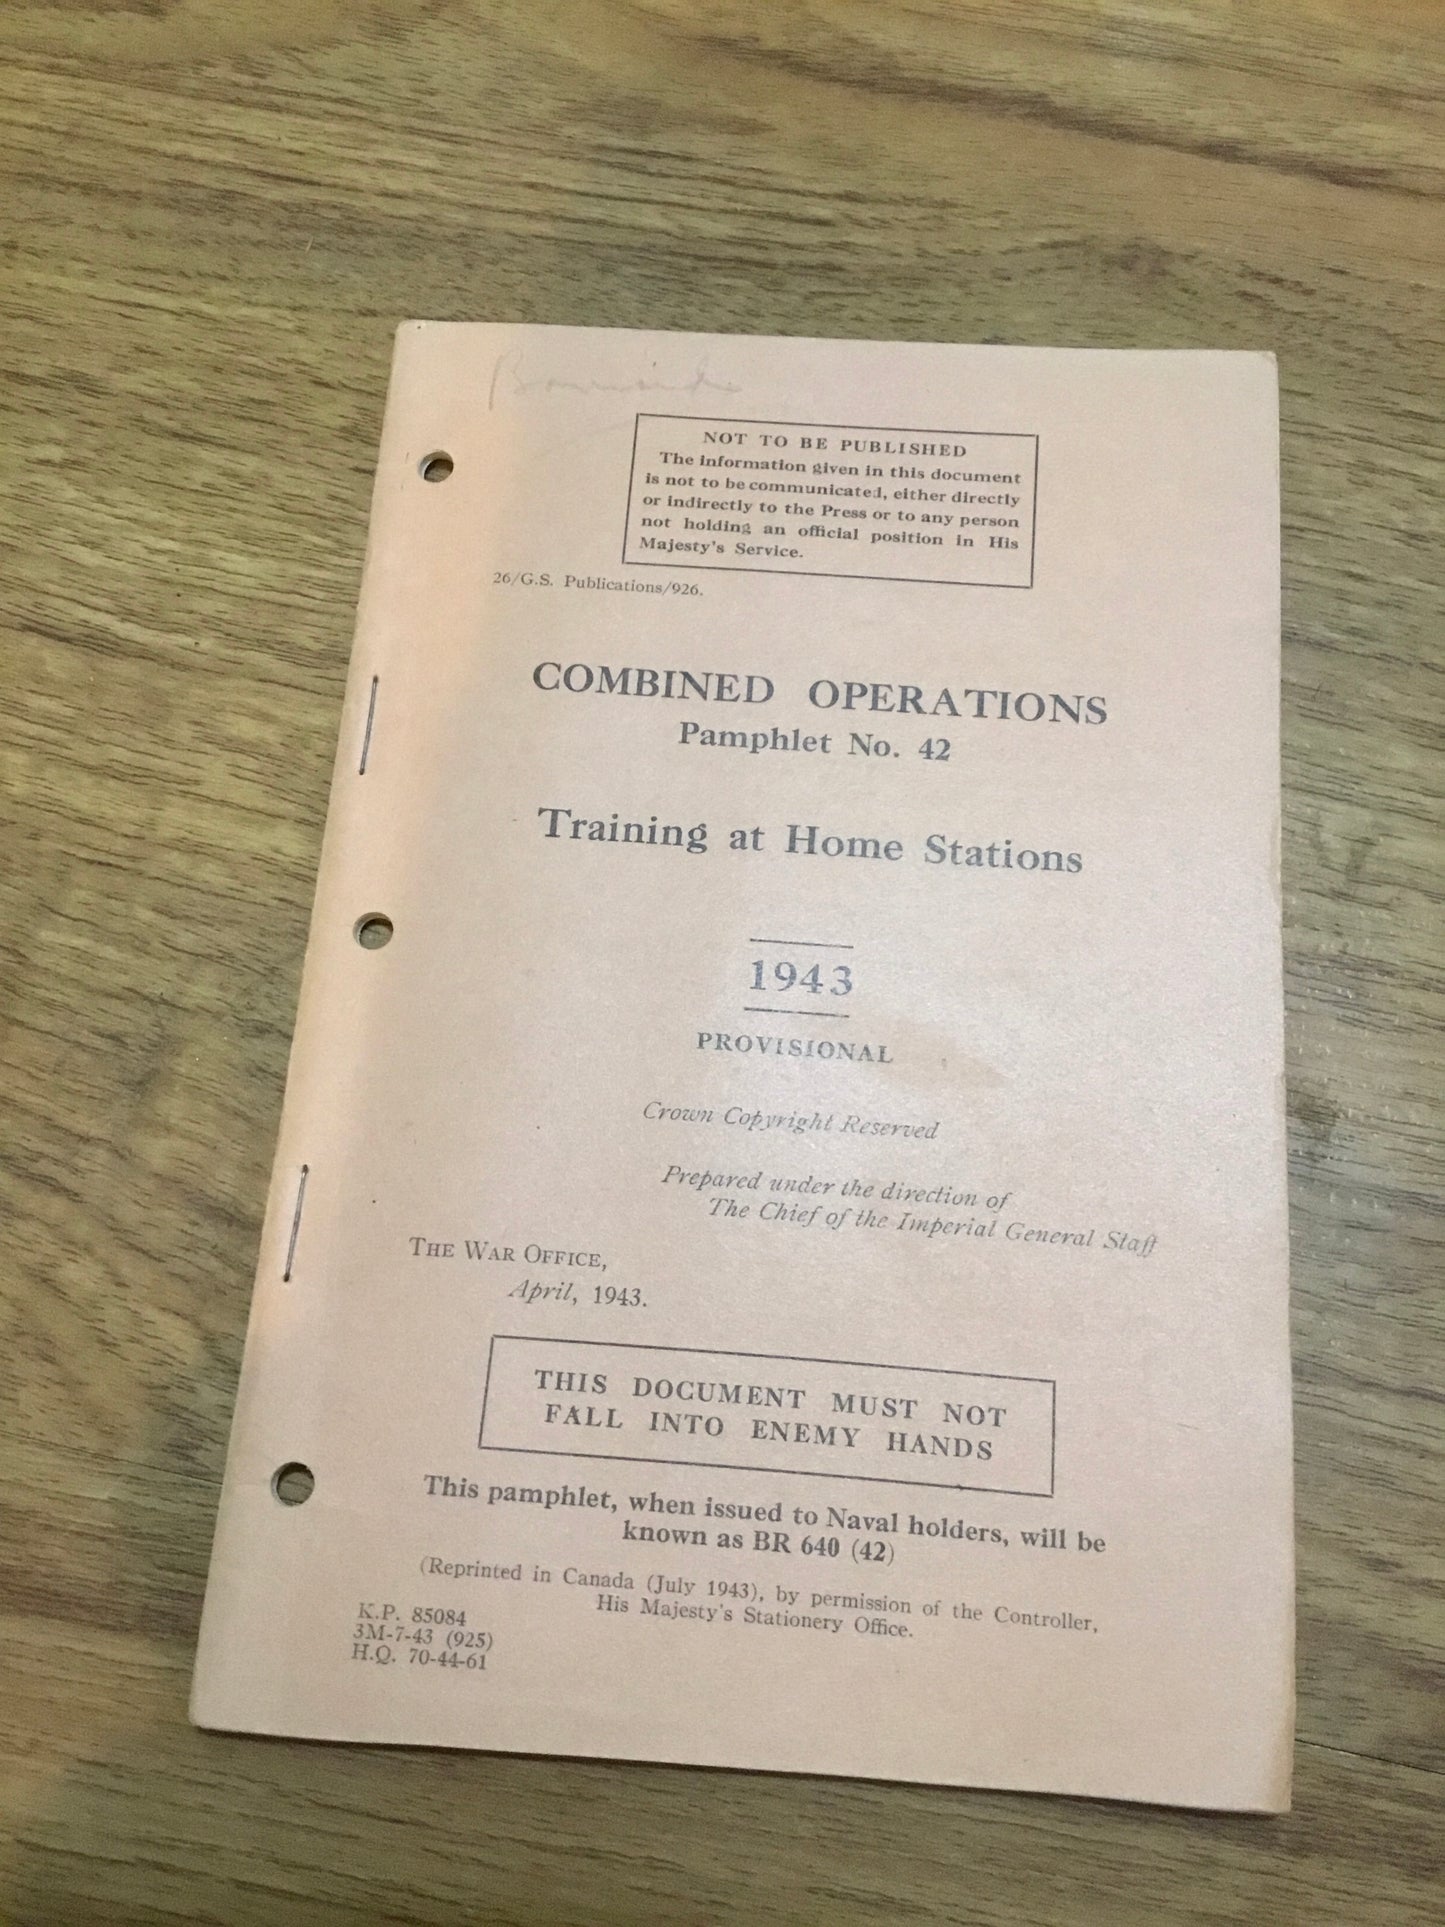 NOT TO BE PUBLISHED
The information given in this document
is not to be communicated, either directly
or indirectly to the Press or to any person
not holding an official position in His
Majesty's Service.
26/G.S. Publications/926.
COMBINED OPERATIONS
Pamphlet No. 42
Training at Home Stations
1943
PROVISIONAL
Crown Copyright Reserved
Prepared under the direction of
The Chief of the Imperial General Staff
THE WAR OFFICE,
April, 1943.
THIS DOCUMENT MUST NOT
FALL INTO ENEMY HANDS
This pamphlet, when issued to Naval holders, will be
known as BR 640 (42)
(Reprinted in Canada (July 1943), by permission of the Controller,
His Majesty's Stationery Office.
K.P. 85084
3M-7-43 (925)
H.Q. 70-44-61